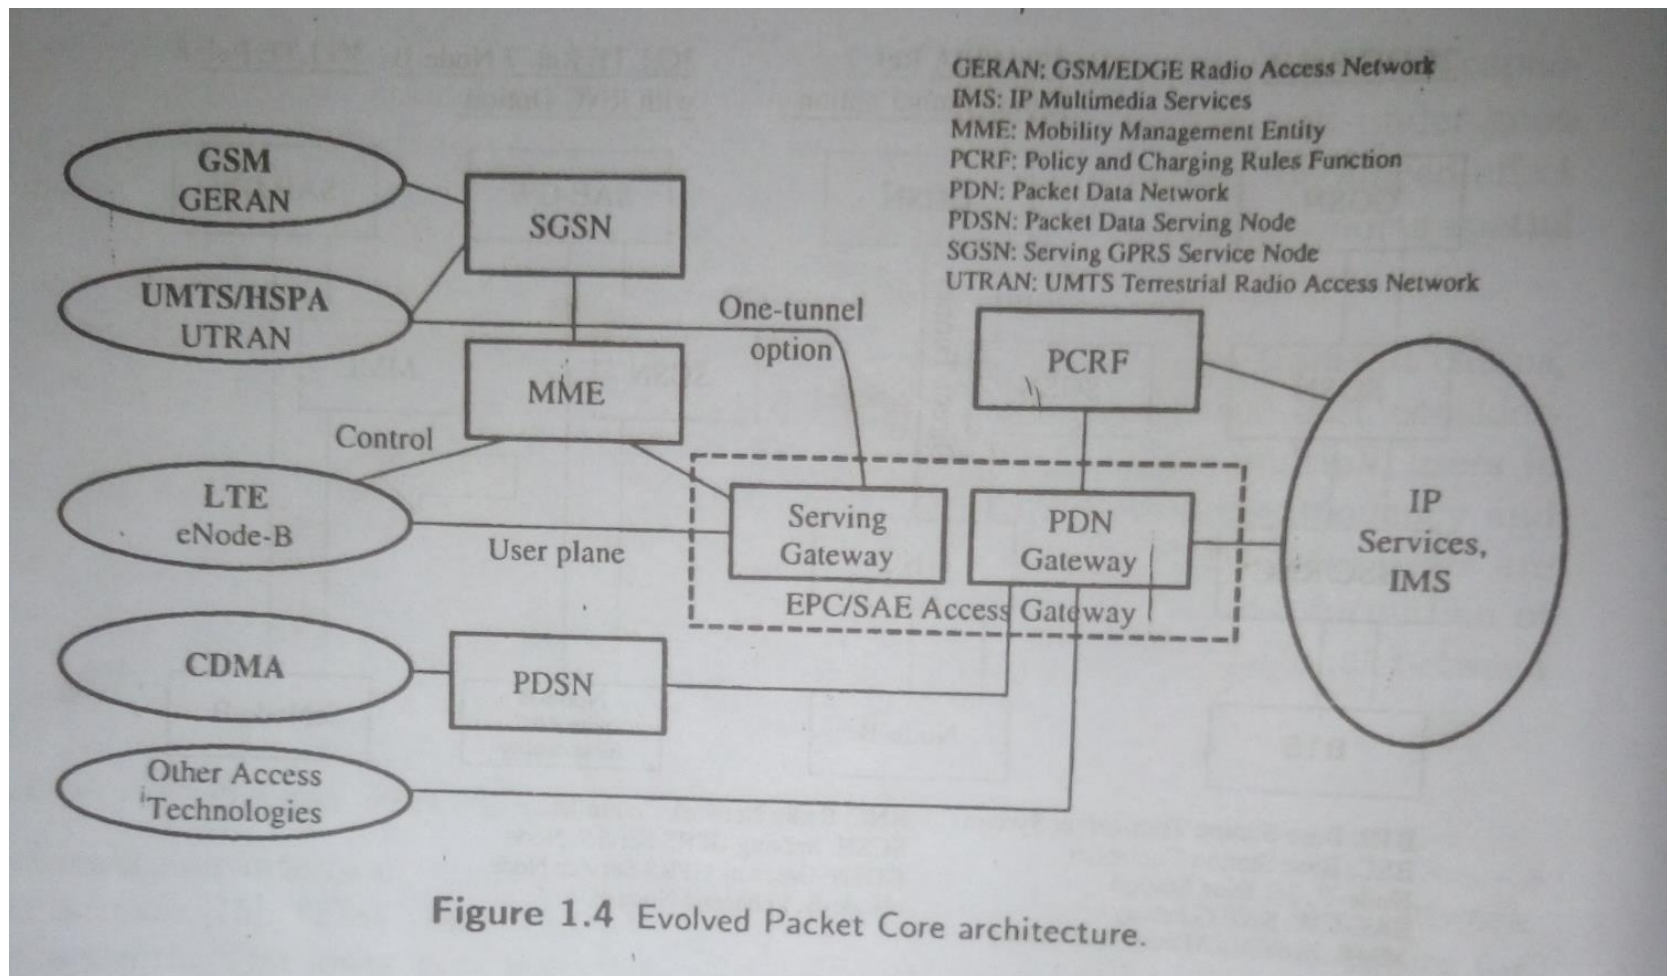 GERAN: GSM/EDGE Radio Access Network
IMS: IP Multimedia Services
MME: Mobility Management Entity
PCRF: Policy and Charging Rules Function
PDN: Packet Data Network
PDSN: Packet Data Serving Node
SGSN: Serving GPRS Service Node
UTRAN: UMTS Terrestrial Radio Access Network
GSM
GERAN
SGSN
UMTS/HSPA
UTRAN
One-tunnel
option
PCRF
MME
Control
LTE
eNode-B
User plane
Serving
Gateway
PDN
Gateway
EPC/SAE Access Gateway
IP
Services,
IMS
CDMA
PDSN
Other Access
Technologies
Figure 1.4 Evolved Packet Core architecture.